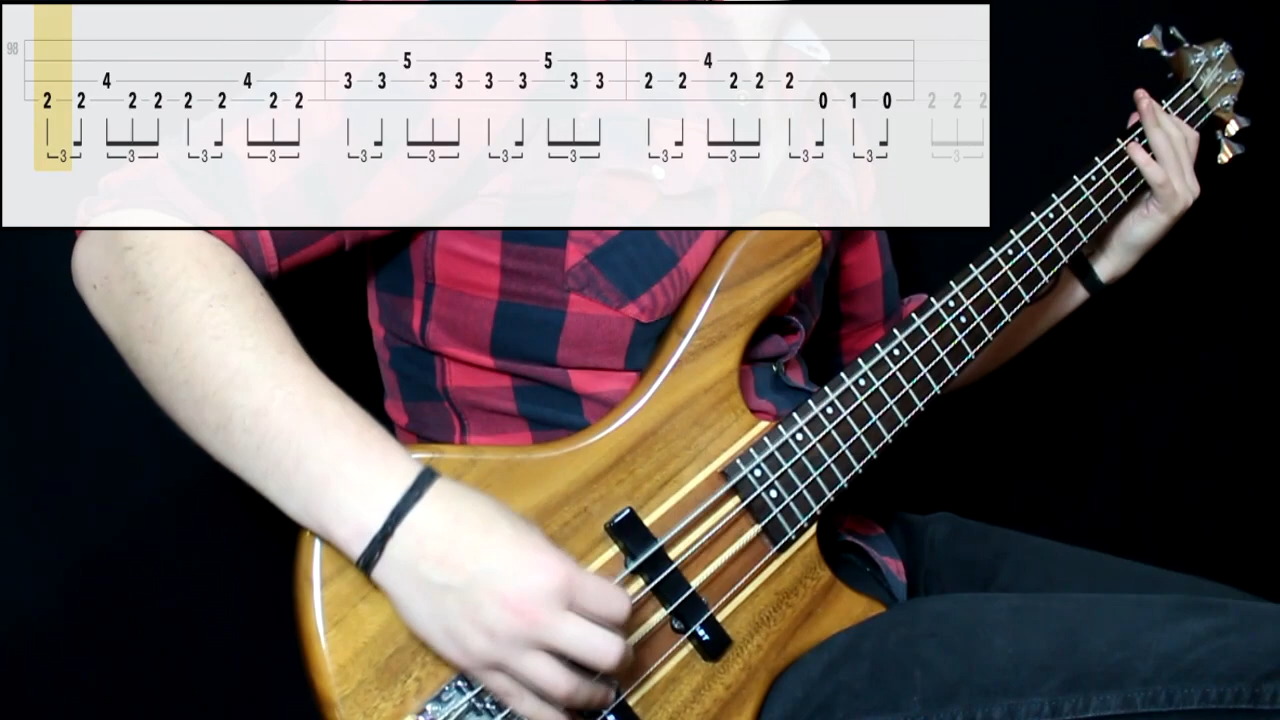 98
5 5 4
4 4 3 3 3 3 3 3 3 3 2 2 2 2 2
2 2 2 2 2 2 2 2 0 1 0 2 2 2
3 3 3 3 3 3 3 3 3 3 3 3 3